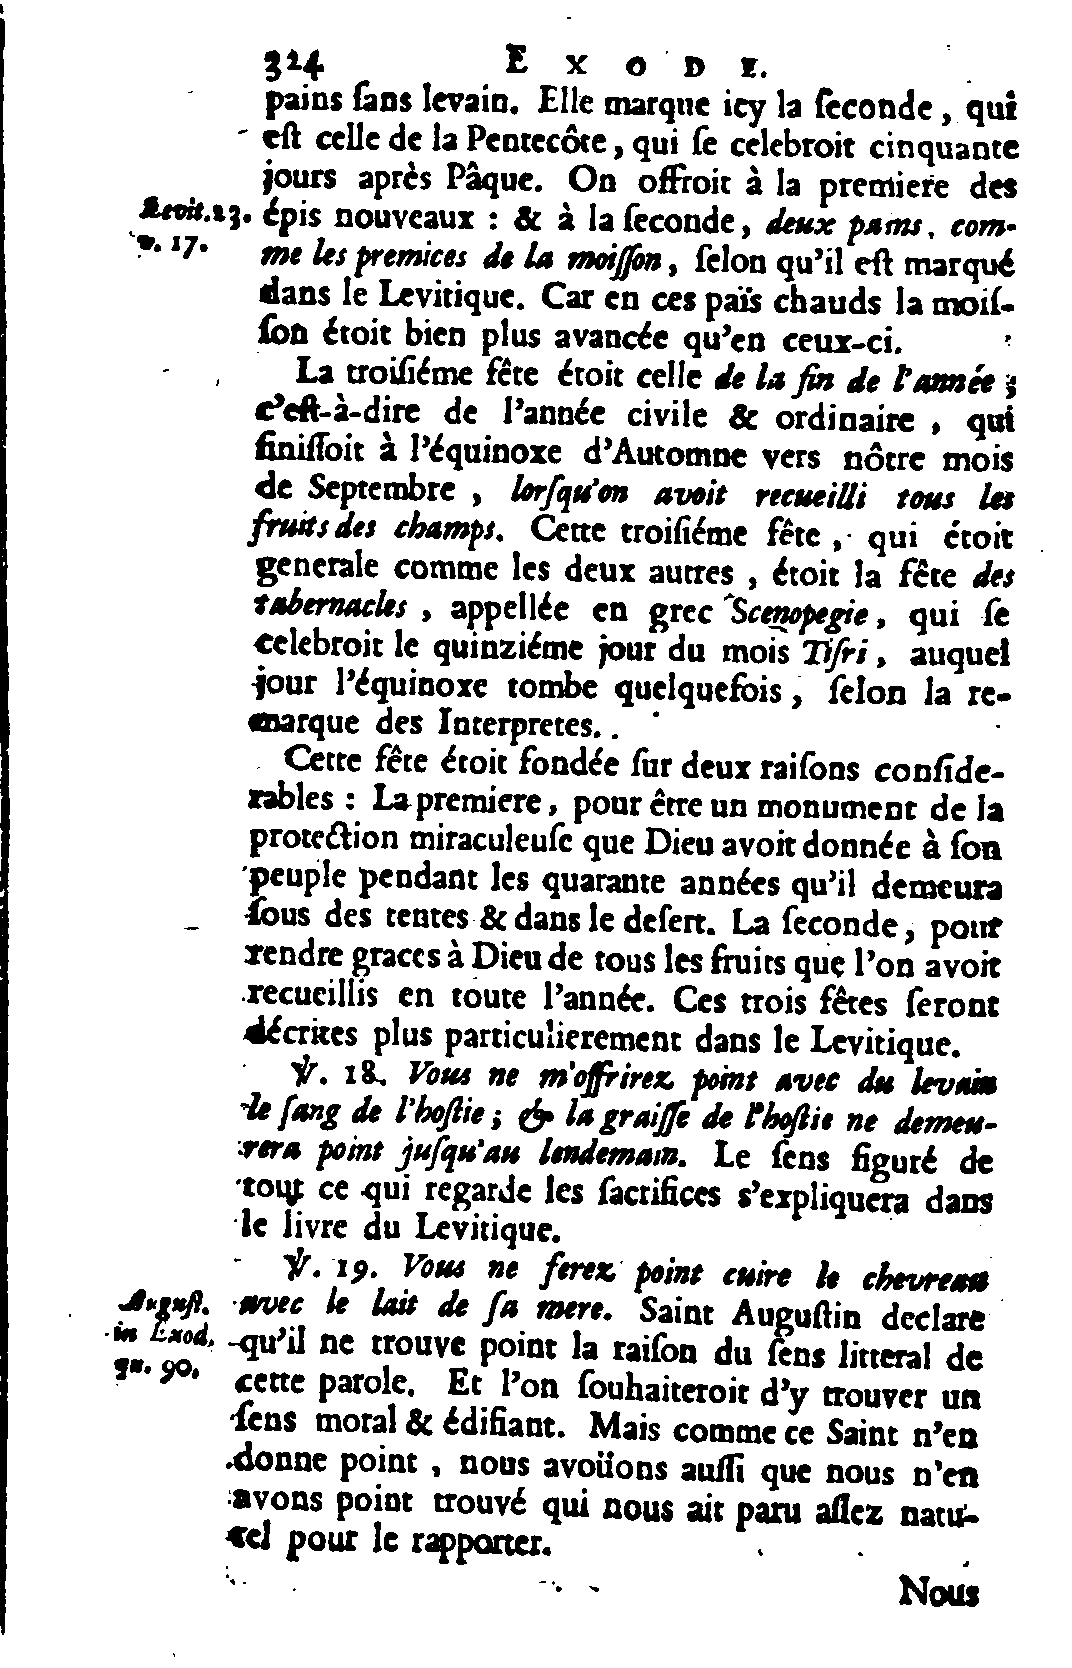 324 EXODE.
pains ſans levain. Elle marque icy la ſeconde, qui
eſt celle de la Pentecôte, qui ſe celebroit cinquante
jours après Pâque. On offroit à la premiere des
Levit. 23. épis nouveaux : & à la ſeconde, deux pains, com-
v. 17. me les premices de la moiſſon, ſelon qu'il eſt marqué
dans le Levitique. Car en ces païs chauds la moiſ-
ſon étoit bien plus avancée qu'en ceux-ci.
La troiſiéme fête étoit celle de la fin de l'année ;
c'eſt-à-dire de l'année civile & ordinaire, qui
finiſſoit à l'équinoxe d'Automne vers nôtre mois
de Septembre, lorſqu'on avoit recueilli tous les
fruits des champs. Cette troiſiéme fête, qui étoit
generale comme les deux autres, étoit la fête des
tabernacles, appellée en grec Scenopegie, qui ſe
celebroit le quinziéme jour du mois Tiſri, auquel
jour l'équinoxe tombe quelquefois, ſelon la re-
marque des Interpretes.
Cette fête étoit fondée ſur deux raiſons conſide-
rables : La premiere, pour être un monument de la
protection miraculeuſe que Dieu avoit donnée à ſon
peuple pendant les quarante années qu'il demeura
ſous des tentes & dans le deſert. La ſeconde, pour
rendre graces à Dieu de tous les fruits que l'on avoit
recueillis en toute l'année. Ces trois fêtes ſeront
décrites plus particulierement dans le Levitique.
℣. 18. Vous ne m'offrirez point avec du levain
le ſang de l'hoſtie ; & la graiſſe de l'hoſtie ne demeu-
rera point juſqu'au lendemain. Le ſens figuré de
tout ce qui regarde les ſacrifices s'expliquera dans
le livre du Levitique.
℣. 19. Vous ne ferez point cuire le chevreau
Auguſt. avec le lait de ſa mere. Saint Auguſtin declare
in Exod. qu'il ne trouve point la raiſon du ſens litteral de
qu. 90. cette parole. Et l'on ſouhaiteroit d'y trouver un
ſens moral & édifiant. Mais comme ce Saint n'en
donne point, nous avoüons auſſi que nous n'en
avons point trouvé qui nous ait paru aſſez natu-
rel pour le rapporter.
Nous